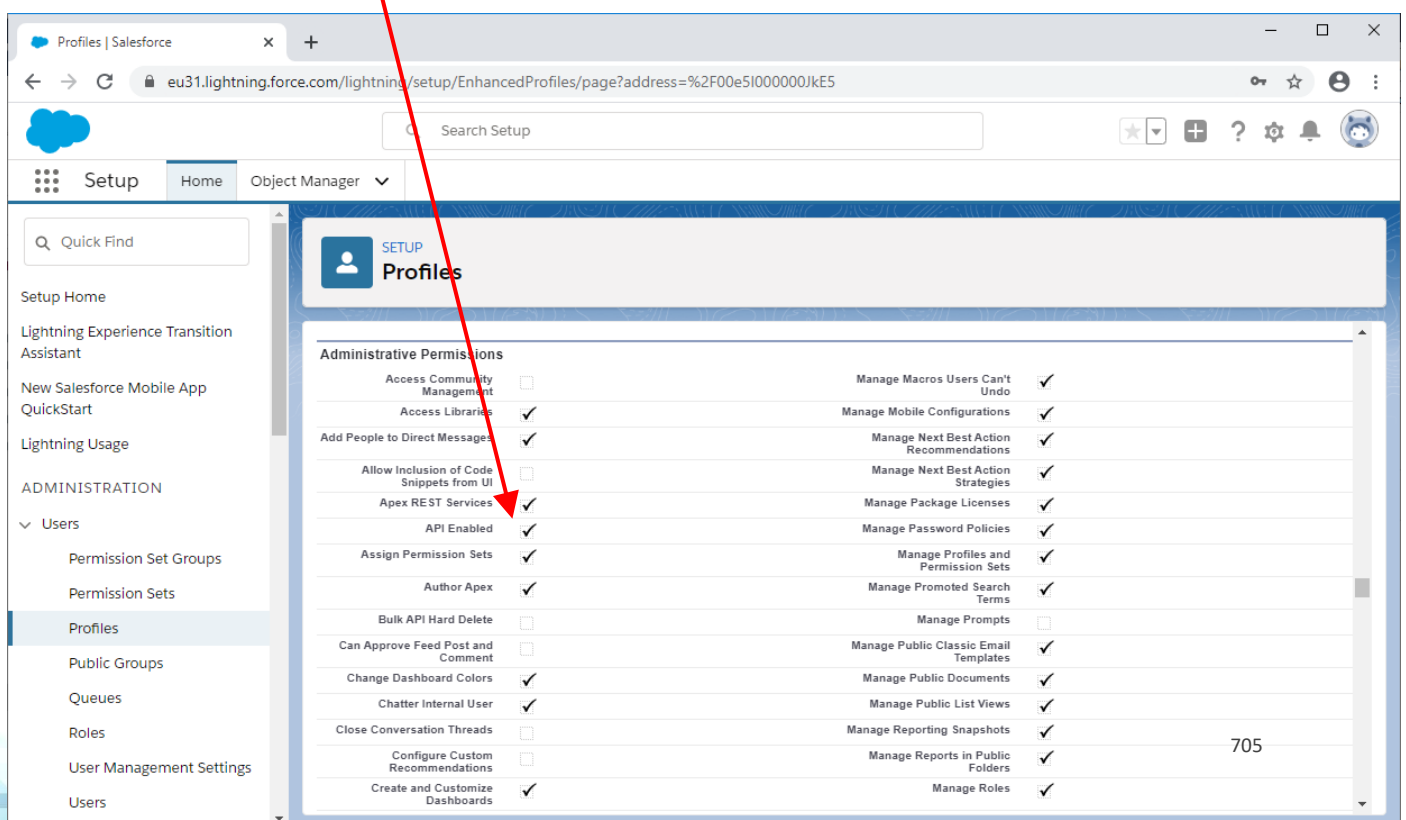 Profiles | Salesforce
eu31.lightning.force.com/lightning/setup/EnhancedProfiles/page?address=%2F00e5I000000JkE5
Search Setup
Setup
Home
Object Manager
Quick Find
Setup Home
Lightning Experience Transition
Assistant
New Salesforce Mobile App
QuickStart
Lightning Usage
ADMINISTRATION
Users
Permission Set Groups
Permission Sets
Profiles
Public Groups
Queues
Roles
User Management Settings
Users
SETUP
Profiles
Administrative Permissions
Access Community
Management
Access Libraries
Add People to Direct Messages
Allow Inclusion of Code
Snippets from UI
Apex REST Services
API Enabled
Assign Permission Sets
Author Apex
Bulk API Hard Delete
Can Approve Feed Post and
Comment
Change Dashboard Colors
Chatter Internal User
Close Conversation Threads
Configure Custom
Recommendations
Create and Customize
Dashboards
Manage Macros Users Can't
Undo
Manage Mobile Configurations
Manage Next Best Action
Recommendations
Manage Next Best Action
Strategies
Manage Package Licenses
Manage Password Policies
Manage Profiles and
Permission Sets
Manage Promoted Search
Terms
Manage Prompts
Manage Public Classic Email
Templates
Manage Public Documents
Manage Public List Views
Manage Reporting Snapshots
Manage Reports in Public
Folders
Manage Roles
705